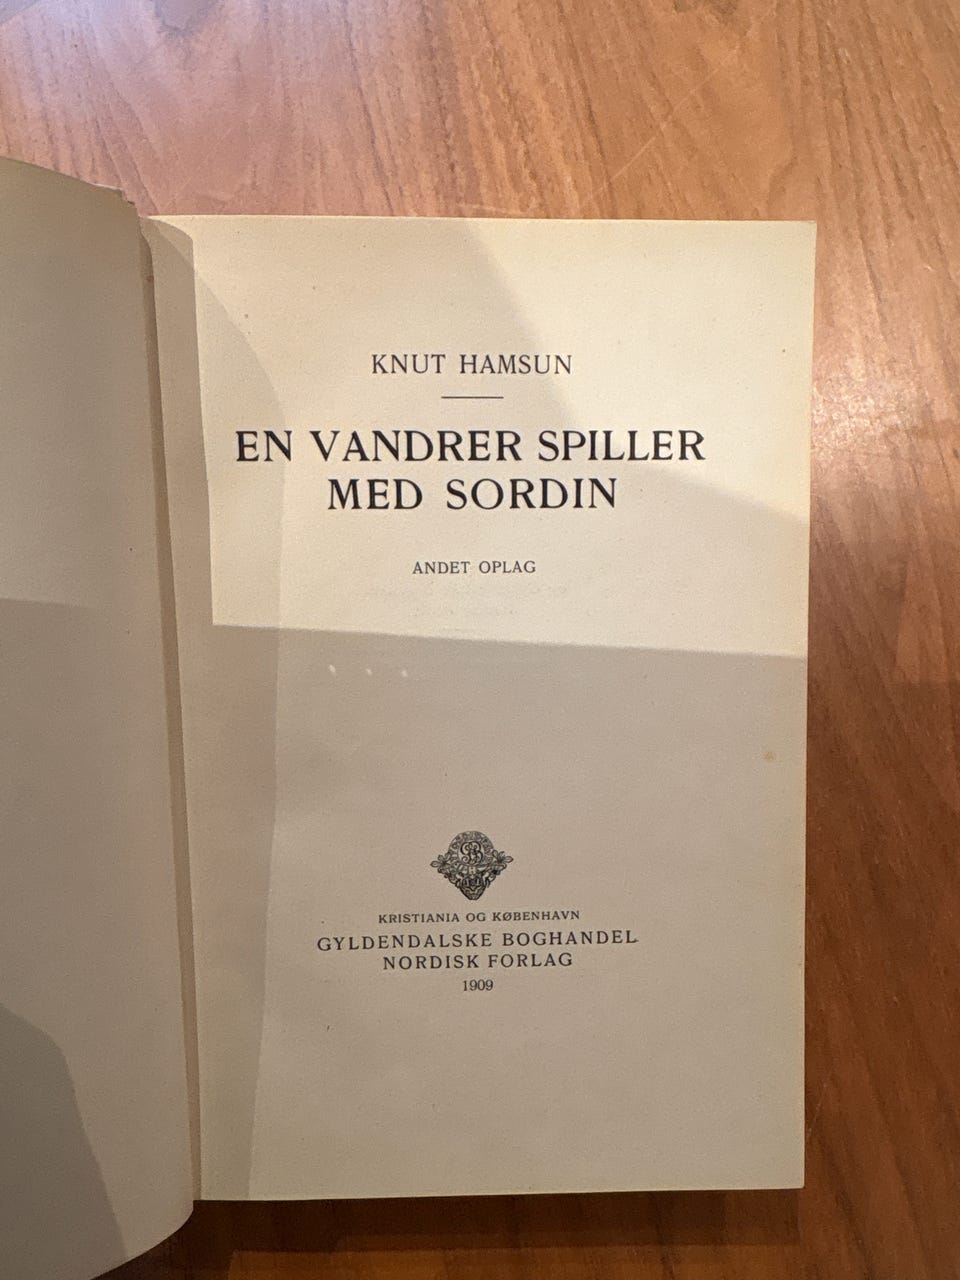 KNUT HAMSUN
EN VANDRER SPILLER
MED SORDIN
ANDET OPLAG
KRISTIANIA OG KØBENHAVN
GYLDENDALSKE BOGHANDEL
NORDISK FORLAG
1909